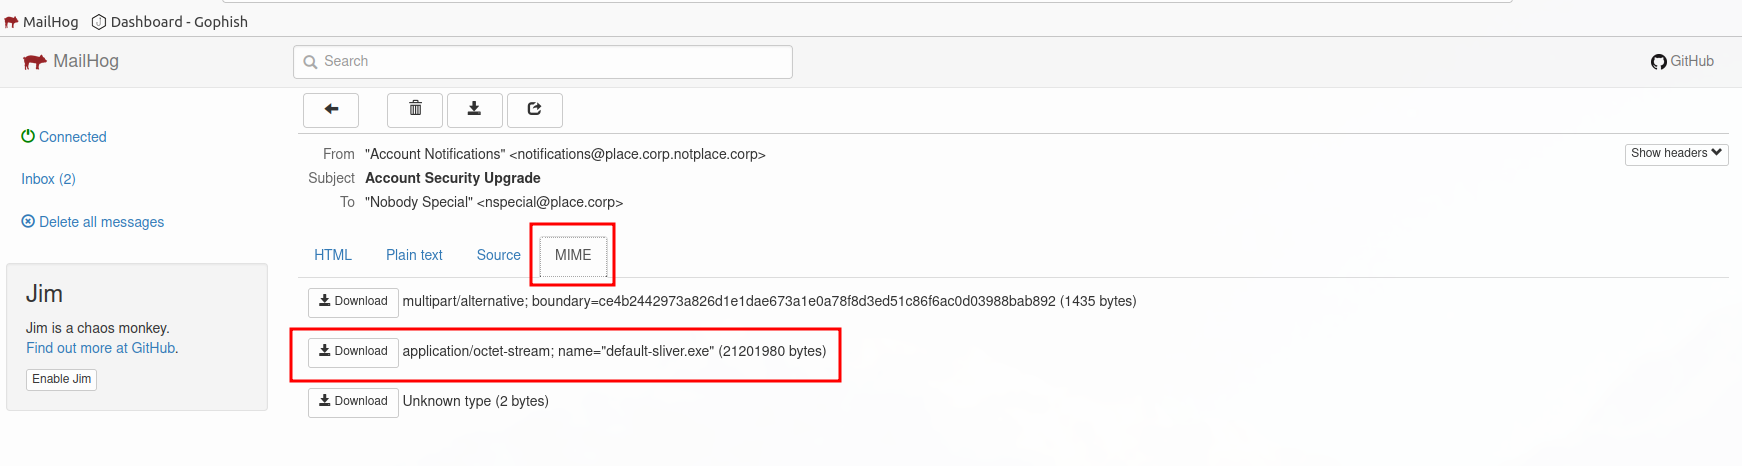 MailHog Dashboard - Gophish
MailHog Search GitHub
Connected
Inbox (2)
Delete all messages
Jim
Jim is a chaos monkey.
Find out more at GitHub.
Enable Jim
From "Account Notifications" <notifications@place.corp.notplace.corp>
Show headers
Subject Account Security Upgrade
To "Nobody Special" <nspecial@place.corp>
HTML Plain text Source MIME
Download multipart/alternative; boundary=ce4b2442973a826d1e1dae673a1e0a78f8d3ed51c86f6ac0d03988bab892 (1435 bytes)
Download application/octet-stream; name="default-sliver.exe" (21201980 bytes)
Download Unknown type (2 bytes)